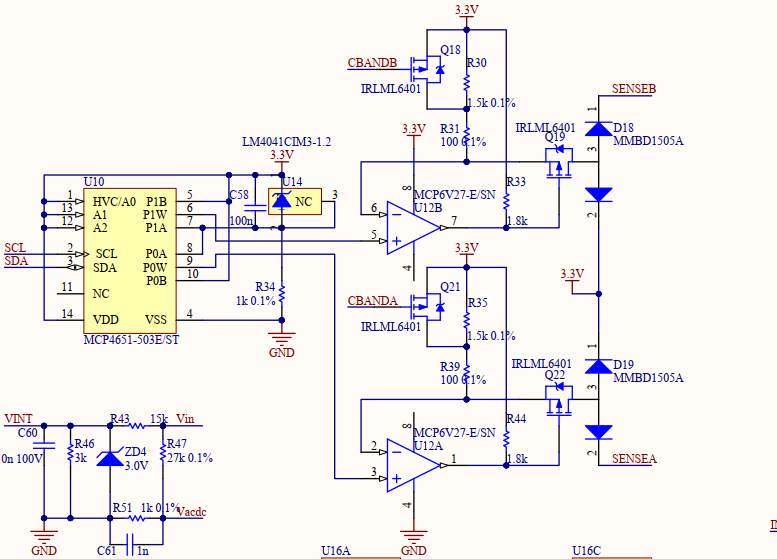 3.3V
Q18
CBANDB
R30
IRLML6401
1.5k 0.1%
SENSEB
1
3.3V
R31
100 0.1%
IRLML6401
Q19
D18
MMBD1505A
3
LM4041CIM3-1.2
3.3V
U10
U14
C58
NC
3
100n
1
HVC/A0
P1B
5
13
A1
P1W
6
12
A2
P1A
7
SCL
2
SCL
P0A
8
SDA
3
SDA
P0W
9
P0B
10
11
NC
14
VDD
VSS
4
MCP4651-503E/ST
R34
1k 0.1%
GND
8
MCP6V27-E/SN
U12B
R33
6
5
7
1.8k
4
2
3.3V
3.3V
Q21
CBANDA
R35
IRLML6401
1.5k 0.1%
1
R39
100 0.1%
IRLML6401
Q22
D19
MMBD1505A
3
8
MCP6V27-E/SN
U12A
R44
2
3
1
1.8k
4
2
SENSEA
GND
VINT
R43
15k
Vin
C60
R46
3k
ZD4
3.0V
R47
27k 0.1%
0n 100V
R51
1k 0.1%
Vacdc
GND
C61
1n
U16A
U16C